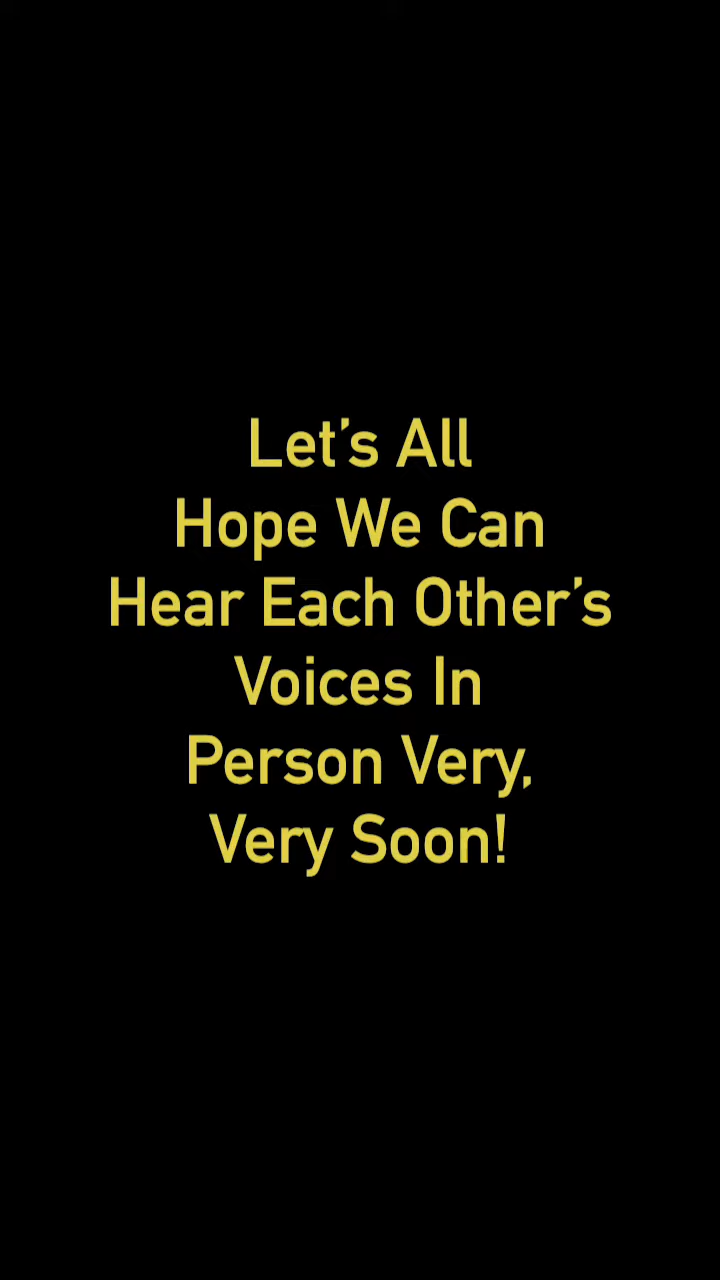 Let’s All
Hope We Can
Hear Each Other’s
Voices In
Person Very,
Very Soon!